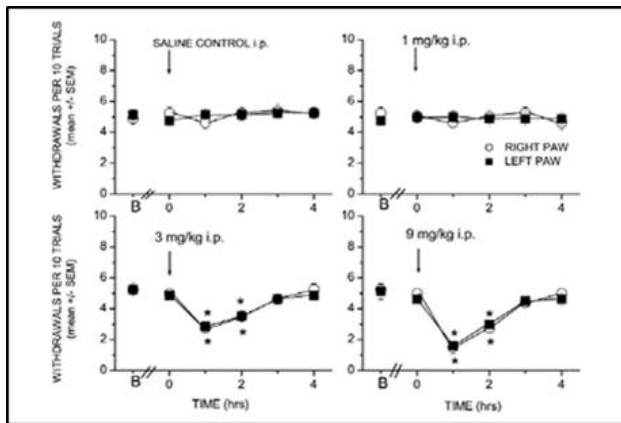 WITHDRAWALS PER 10 TRIALS
(mean +/- SEM)
10
8
6
4
2
0
SALINE CONTROL i.p.
B 0 2 4
10
8
6
4
2
0
1 mg/kg i.p.
RIGHT PAW
LEFT PAW
B 0 2 4
WITHDRAWALS PER 10 TRIALS
(mean +/- SEM)
10
8
6
4
2
0
3 mg/kg i.p.
* *
* *
B 0 2 4
TIME (hrs)
10
8
6
4
2
0
9 mg/kg i.p.
* *
* *
B 0 2 4
TIME (hrs)